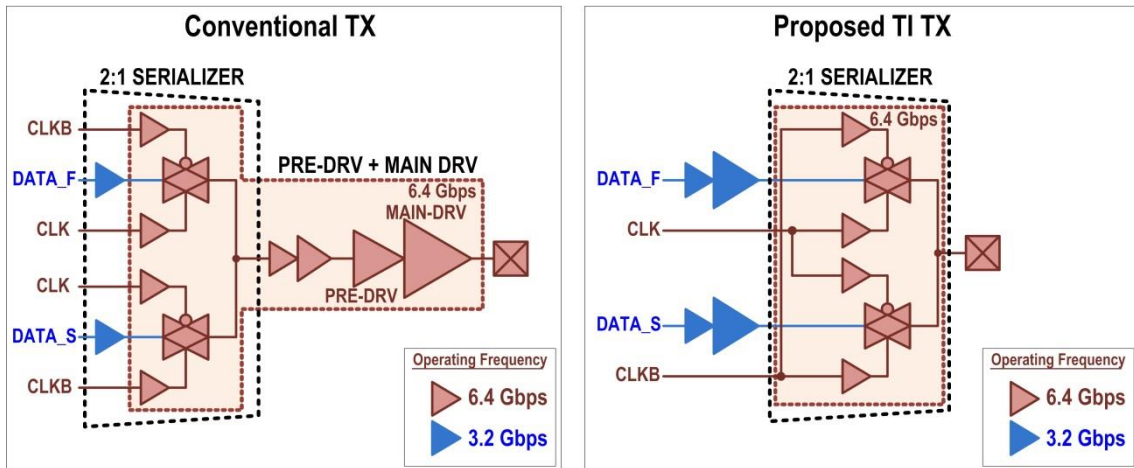 Conventional TX
2:1 SERIALIZER
CLKB
DATA_F
CLK
CLK
DATA_S
CLKB
PRE-DRV + MAIN DRV
6.4 Gbps
MAIN-DRV
PRE-DRV
Operating Frequency
6.4 Gbps
3.2 Gbps
Proposed TI TX
2:1 SERIALIZER
6.4 Gbps
DATA_F
CLK
DATA_S
CLKB
Operating Frequency
6.4 Gbps
3.2 Gbps